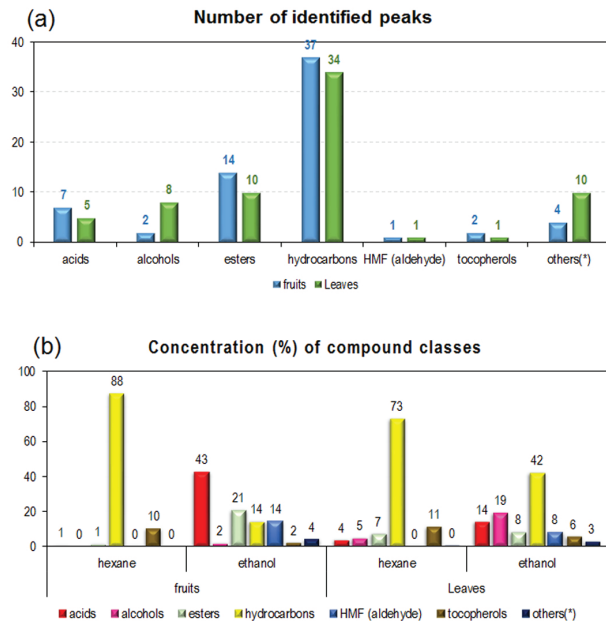 (a) Number of identified peaks
40
30
20
10
0
7 5 2 8 14 10 37 34 1 1 2 1 4 10
acids alcohols esters hydrocarbons HMF (aldehyde) tocopherols others(*)
fruits Leaves
(b) Concentration (%) of compound classes
100
80
60
40
20
0
1 0 1 88 0 10 0 43 2 21 14 14 2 4 4 5 7 73 0 11 0 14 19 8 42 8 6 3
hexane ethanol hexane ethanol
fruits Leaves
acids alcohols esters hydrocarbons HMF (aldehyde) tocopherols others(*)